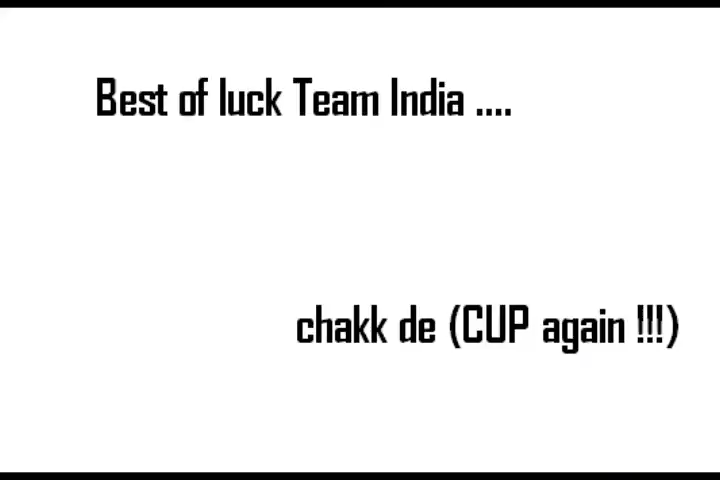 Best of luck Team India ....
chakk de (CUP again !!!)